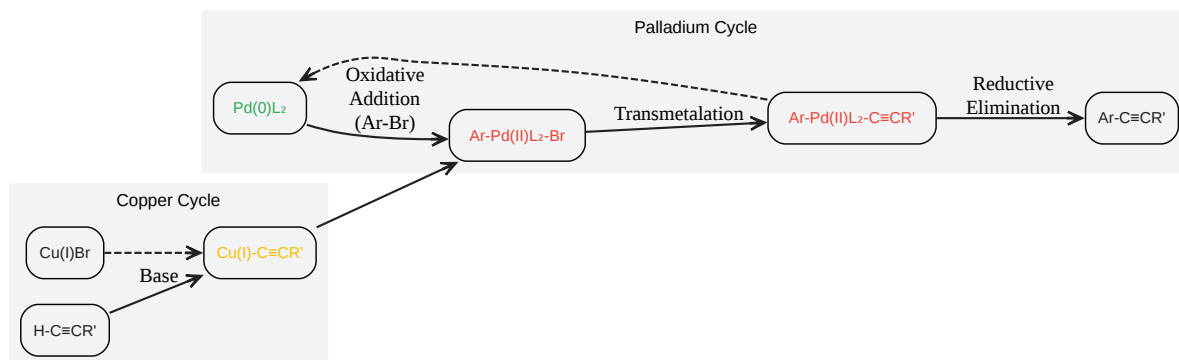 Palladium Cycle
Pd(0)L₂
Oxidative
Addition
(Ar-Br)
Ar-Pd(II)L₂-Br
Transmetalation
Ar-Pd(II)L₂-C≡CR'
Reductive
Elimination
Ar-C≡CR'
Copper Cycle
Cu(I)Br
Cu(I)-C≡CR'
Base
H-C≡CR'